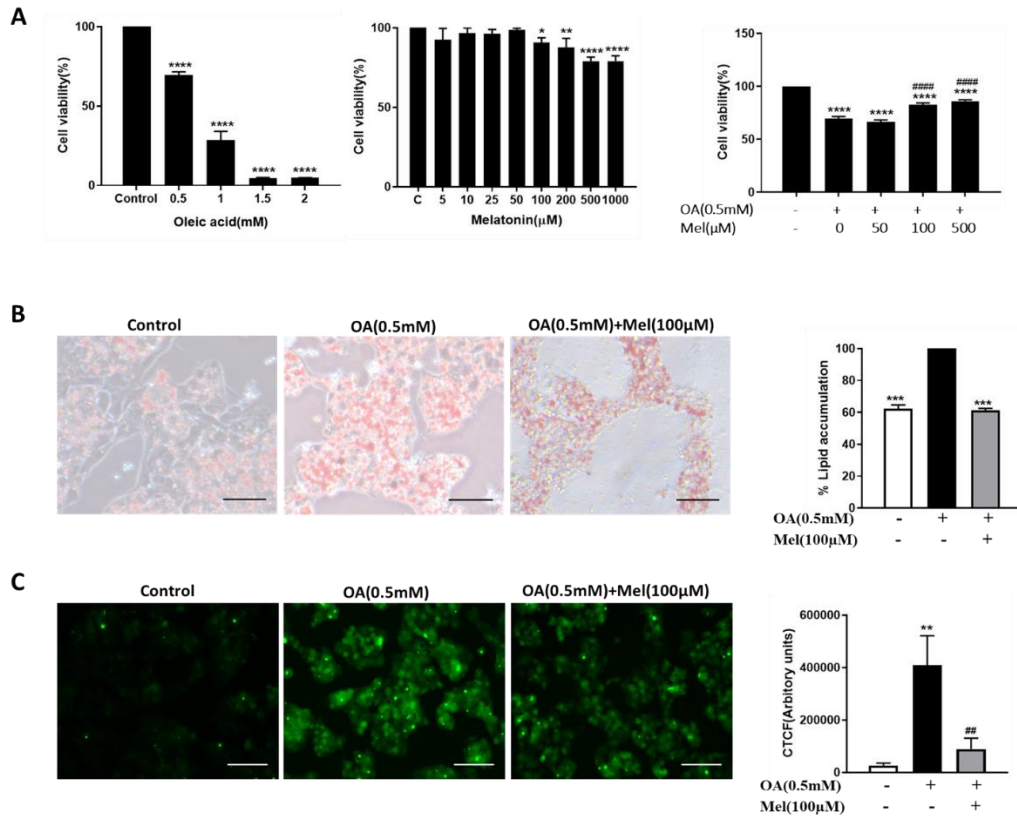 A
Cell viability(%)
100
50
0
****
****
****
****
Control 0.5 1 1.5 2
Oleic acid(mM)
Cell viability(%)
100
50
0
* ** **** ****
C 5 10 25 50 100 200 500 1000
Melatonin(μM)
Cell viability(%)
150
100
50
0
#### ####
**** **** **** ****
OA(0.5mM) - + + + +
Mel(μM) - 0 50 100 500
B
Control
OA(0.5mM)
OA(0.5mM)+Mel(100μM)
% Lipid accumulation
100
80
60
40
20
0
*** ***
OA(0.5mM) - + +
Mel(100μM) - - +
C
Control
OA(0.5mM)
OA(0.5mM)+Mel(100μM)
CTCF(Arbitory units)
600000
400000
200000
0
**
##
OA(0.5mM) - + +
Mel(100μM) - - +